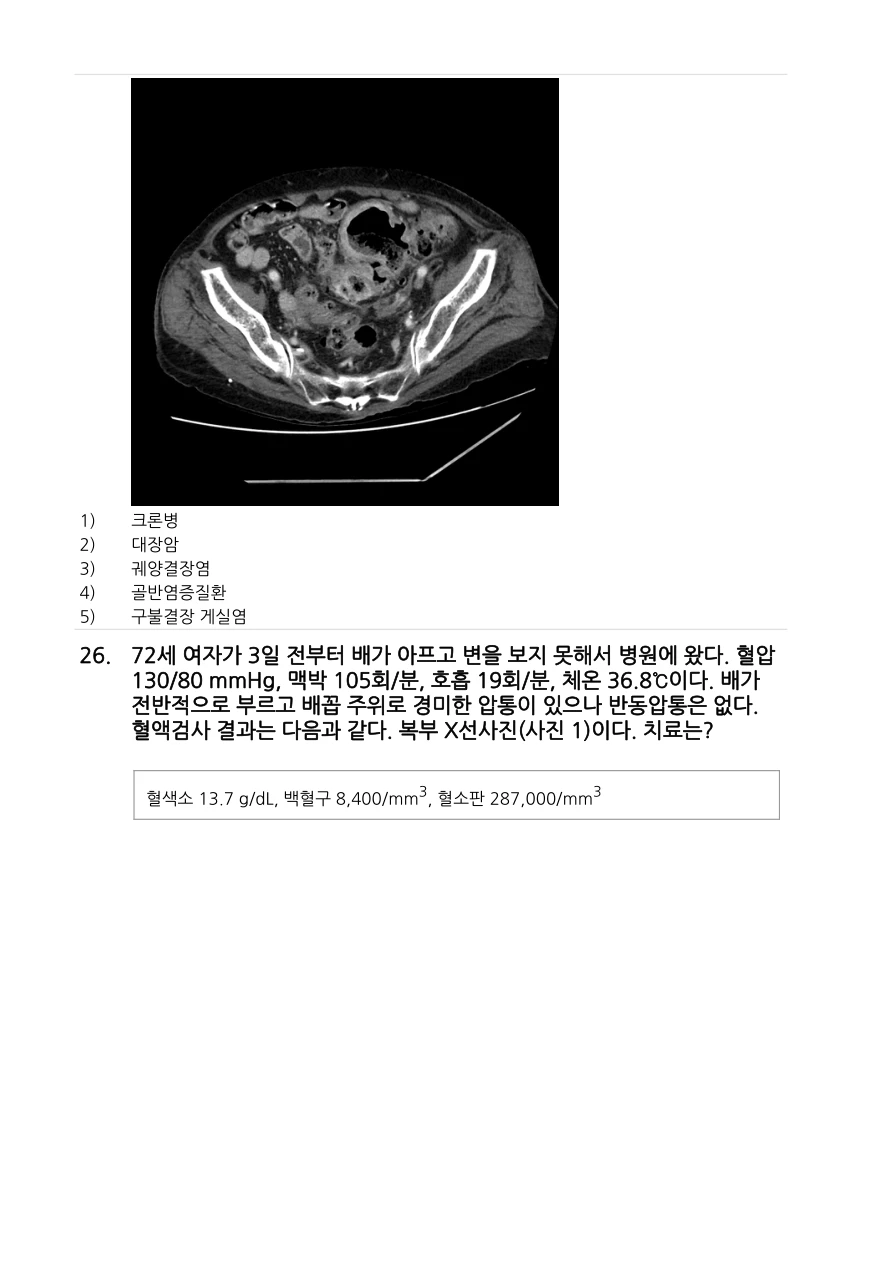 1) 크론병
2) 대장암
3) 궤양결장염
4) 골반염증질환
5) 구불결장 게실염
26. 72세 여자가 3일 전부터 배가 아프고 변을 보지 못해서 병원에 왔다. 혈압
130/80 mmHg, 맥박 105회/분, 호흡 19회/분, 체온 36.8℃이다. 배가
전반적으로 부르고 배꼽 주위로 경미한 압통이 있으나 반동압통은 없다.
혈액검사 결과는 다음과 같다. 복부 X선사진(사진 1)이다. 치료는?
혈색소 13.7 g/dL, 백혈구 8,400/mm³, 혈소판 287,000/mm³